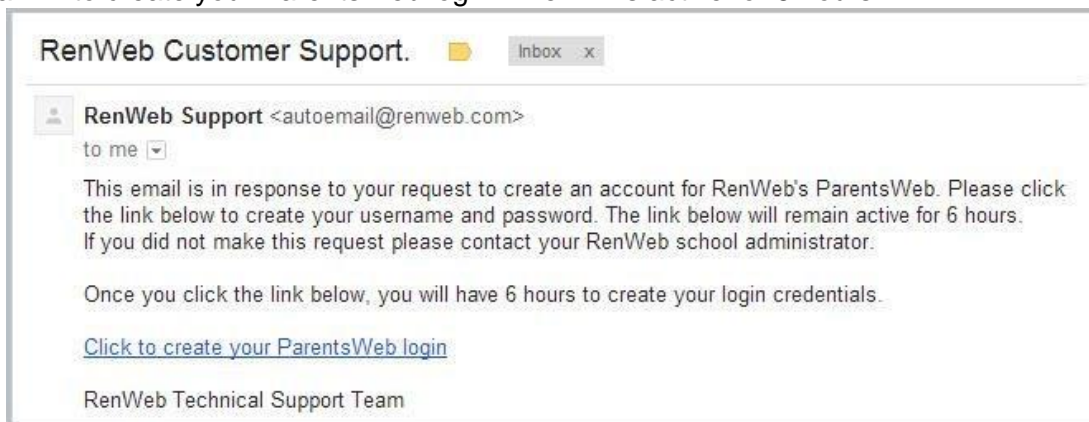 RenWeb Customer Support. Inbox x
RenWeb Support <autoemail@renweb.com>
to me
This email is in response to your request to create an account for RenWeb's ParentsWeb. Please click
the link below to create your username and password. The link below will remain active for 6 hours.
If you did not make this request please contact your RenWeb school administrator.
Once you click the link below, you will have 6 hours to create your login credentials.
Click to create your ParentsWeb login
RenWeb Technical Support Team